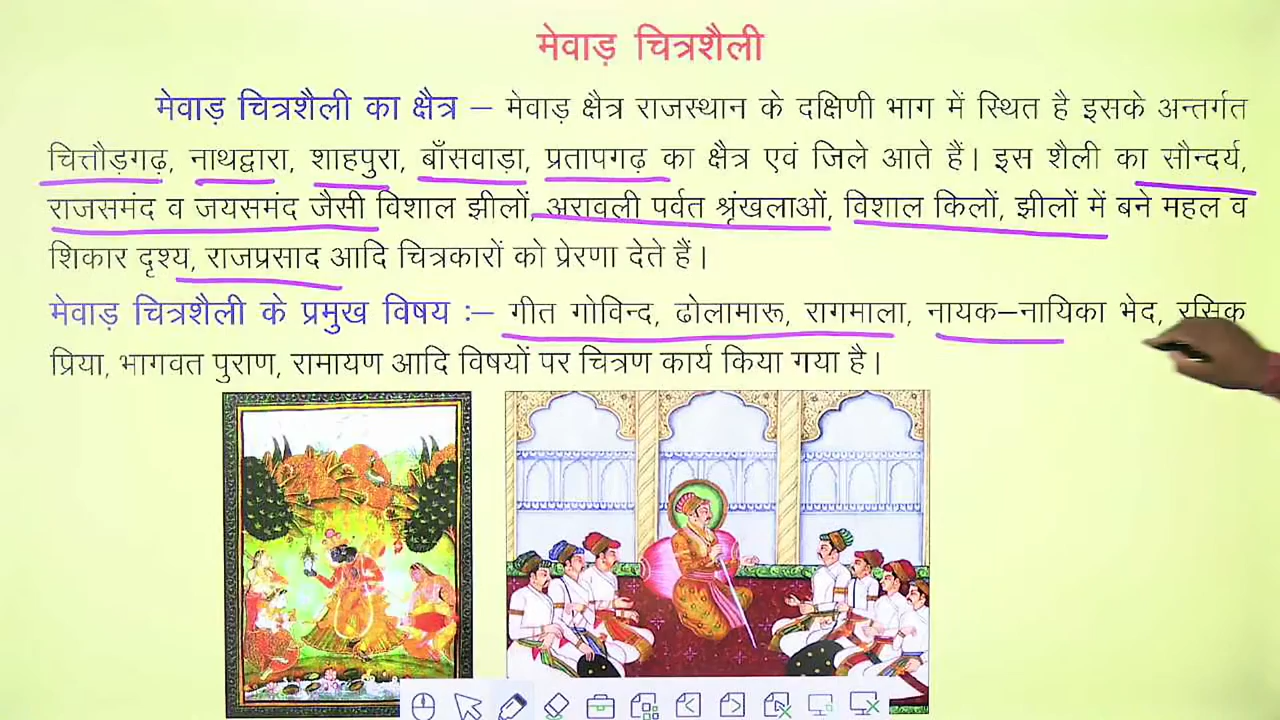 मेवाड़ चित्रशैली
मेवाड़ चित्रशैली का क्षैत्र – मेवाड़ क्षैत्र राजस्थान के दक्षिणी भाग में स्थित है इसके अन्तर्गत
चित्तौड़गढ़, नाथद्वारा, शाहपुरा, बाँसवाड़ा, प्रतापगढ़ का क्षैत्र एवं जिले आते हैं। इस शैली का सौन्दर्य,
राजसमंद व जयसमंद जैसी विशाल झीलों, अरावली पर्वत श्रृंखलाओं, विशाल किलों, झीलों में बने महल व
शिकार दृश्य, राजप्रसाद आदि चित्रकारों को प्रेरणा देते हैं।
मेवाड़ चित्रशैली के प्रमुख विषय :– गीत गोविन्द, ढोलामारू, रागमाला, नायक–नायिका भेद, रसिक
प्रिया, भागवत पुराण, रामायण आदि विषयों पर चित्रण कार्य किया गया है।